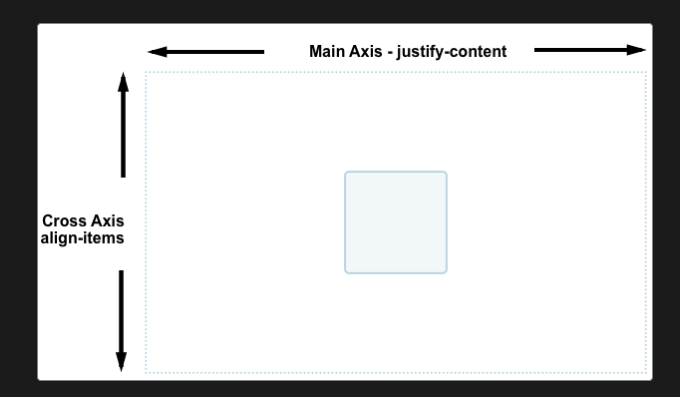 Main Axis - justify-content
Cross Axis
align-items